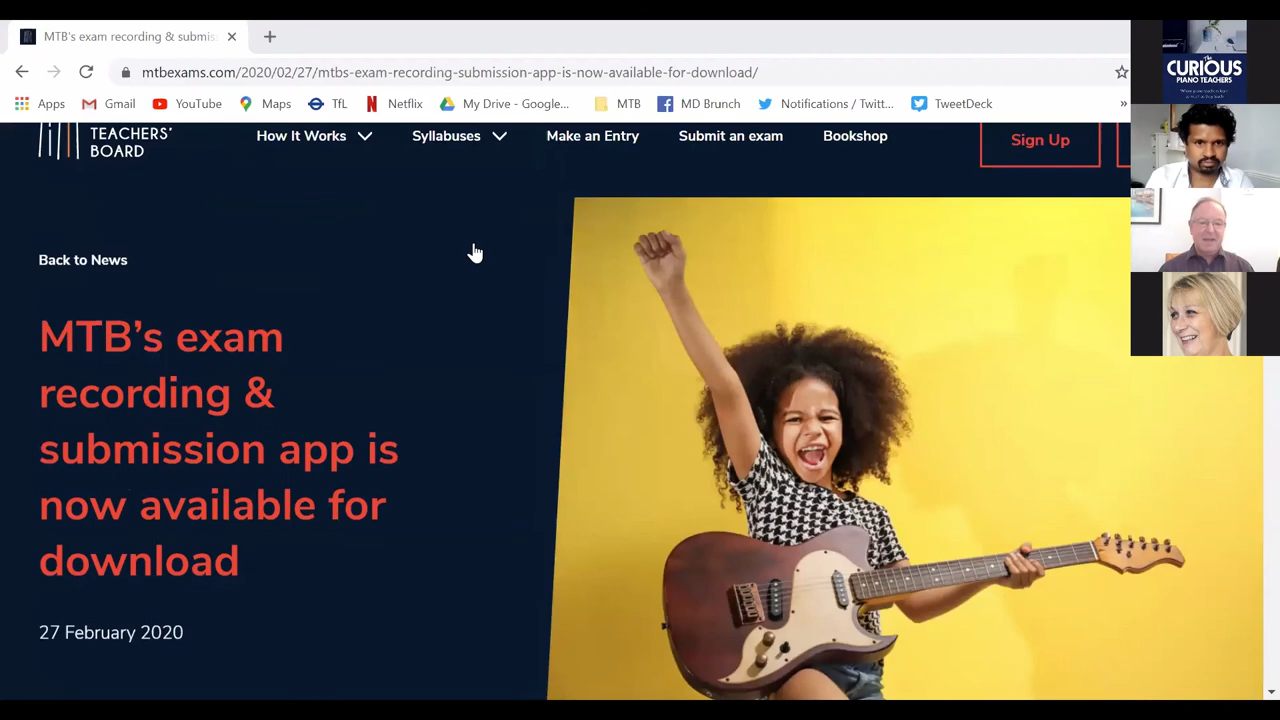 MTB's exam recording & submis
mtbexams.com/2020/02/27/mtbs-exam-recording-submission-app-is-now-available-for-download/
Apps Gmail YouTube Maps TfL Netflix My Drive - Google... MTB MD Brunch Notifications / Twitt... TweetDeck »
The
CURIOUS
PIANO TEACHERS
TEACHERS'
BOARD
How It Works Syllabuses Make an Entry Submit an exam Bookshop Sign Up
Back to News
MTB's exam
recording &
submission app is
now available for
download
27 February 2020